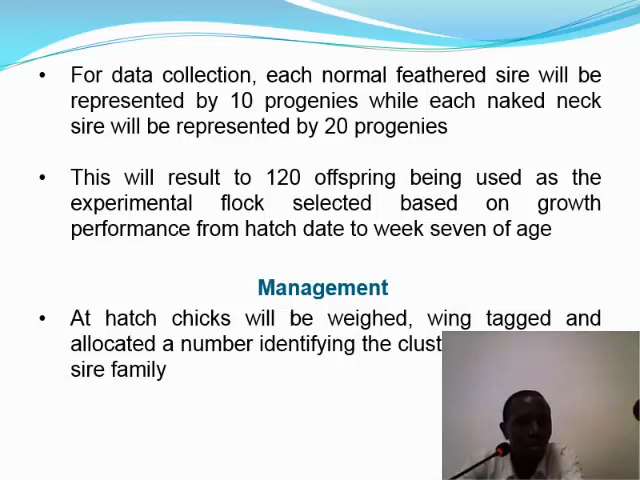 • For data collection, each normal feathered sire will be
represented by 10 progenies while each naked neck
sire will be represented by 20 progenies
• This will result to 120 offspring being used as the
experimental flock selected based on growth
performance from hatch date to week seven of age
Management
• At hatch chicks will be weighed, wing tagged and
allocated a number identifying the
sire family